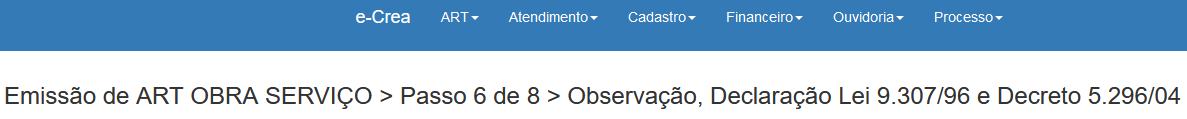 e-Crea ART Atendimento Cadastro Financeiro Ouvidoria Processo
Emissão de ART OBRA SERVIÇO > Passo 6 de 8 > Observação, Declaração Lei 9.307/96 e Decreto 5.296/04